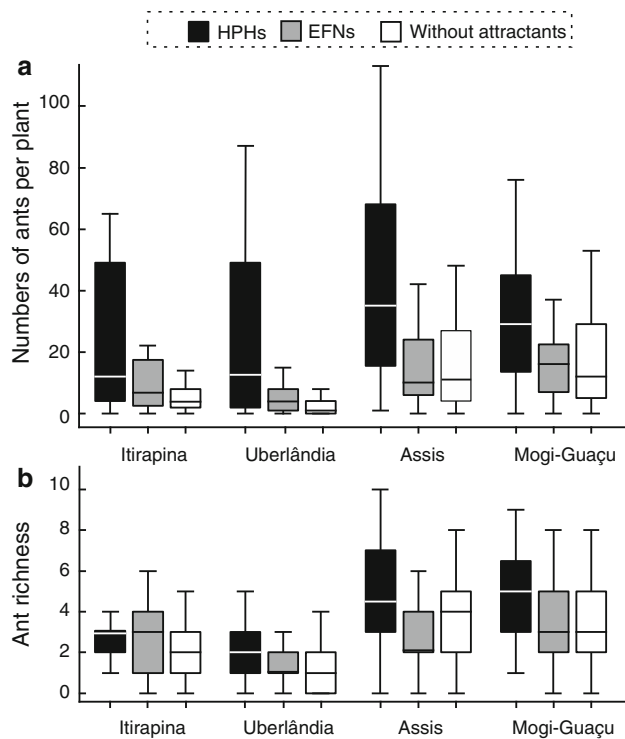 HPHs EFNs Without attractants
a
Numbers of ants per plant
100
80
60
40
20
0
Itirapina Uberlândia Assis Mogi-Guaçu
b
Ant richness
10
8
6
4
2
0
Itirapina Uberlândia Assis Mogi-Guaçu